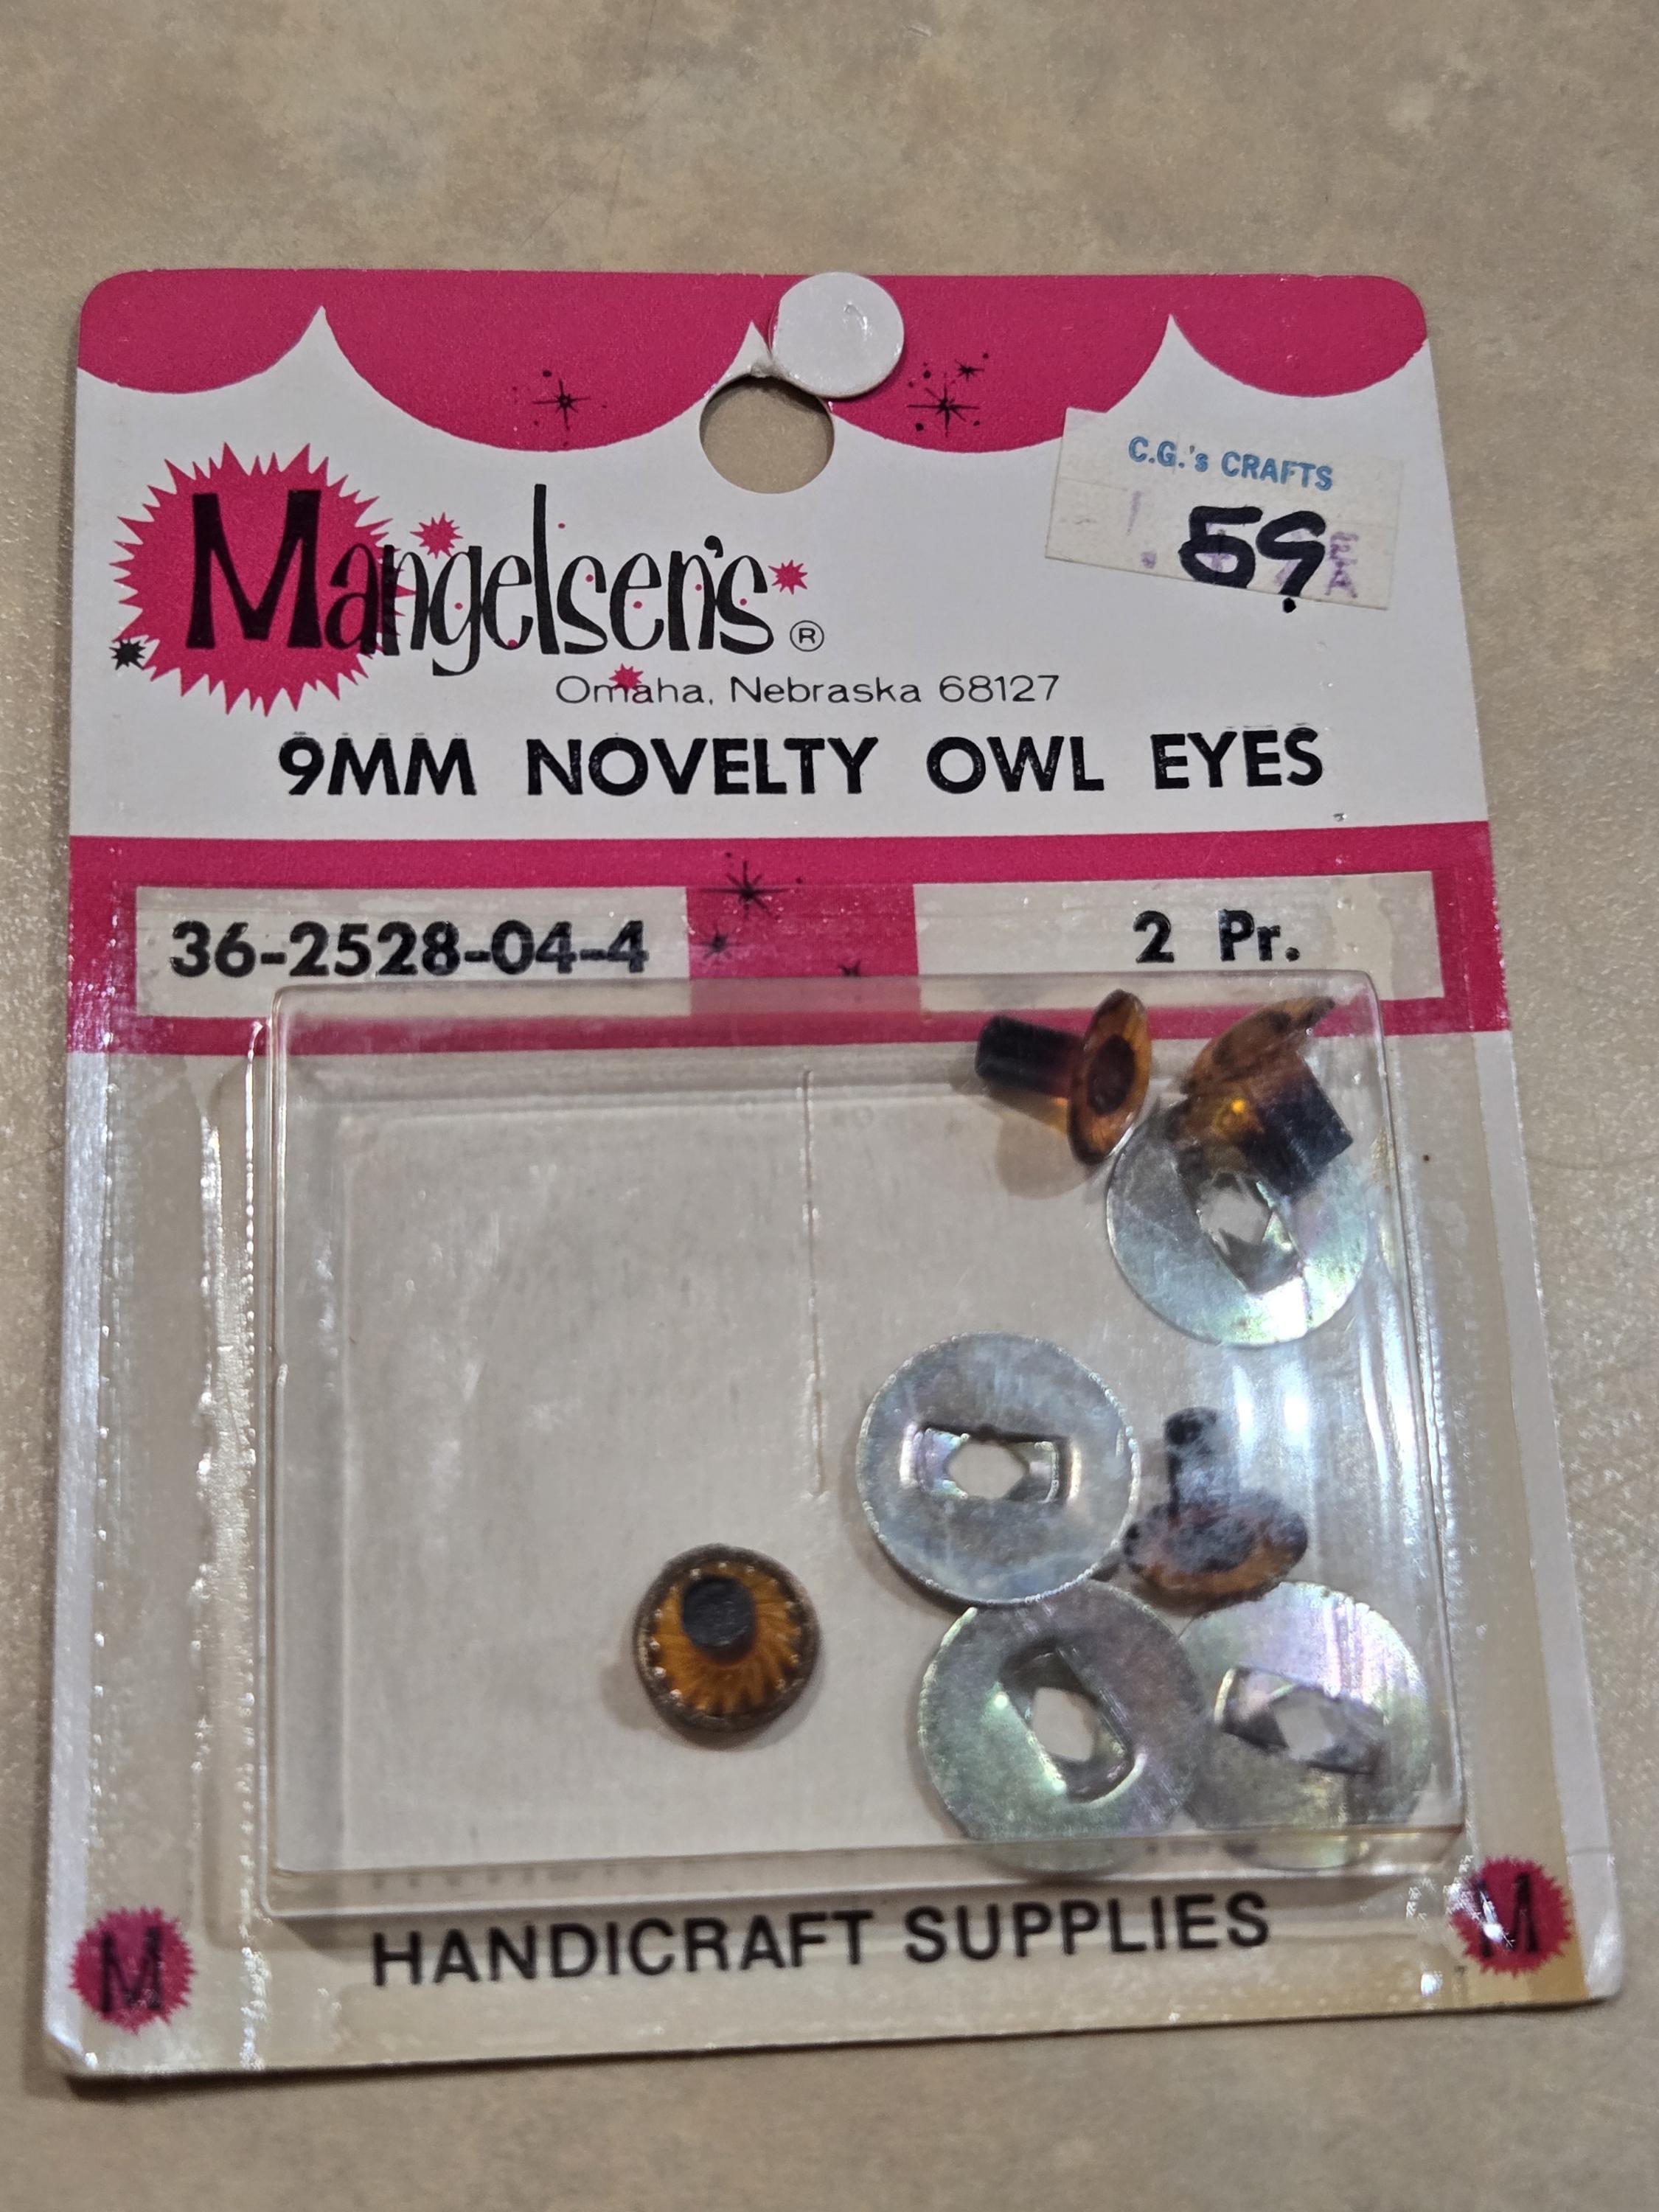 C.G.'s CRAFTS
59
Mangelsen's ®
Omaha, Nebraska 68127
9MM NOVELTY OWL EYES
36-2528-04-4
2 Pr.
HANDICRAFT SUPPLIES
M
M